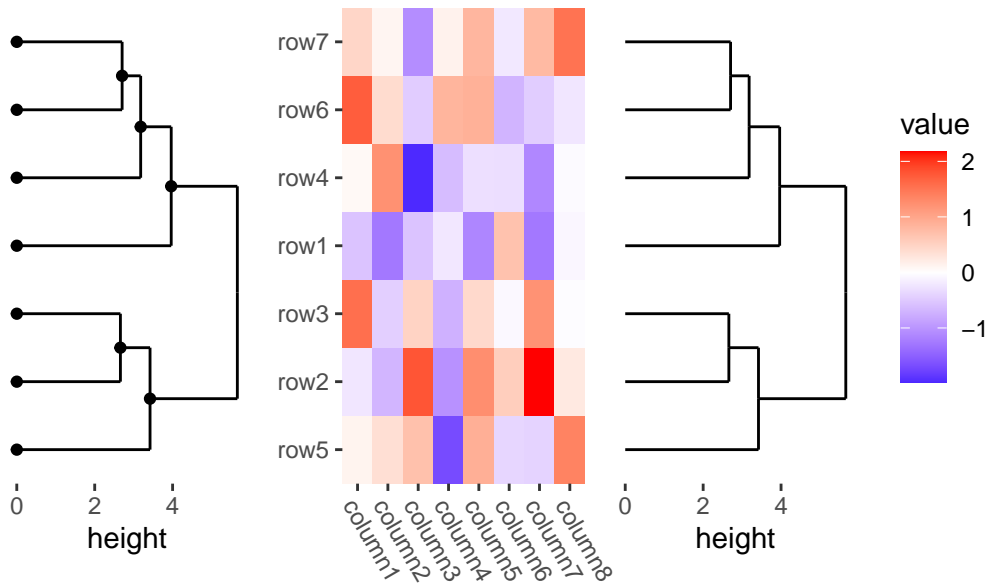 row7
row6
row4
row1
row3
row2
row5
0 2 4
height
column1
column2
column3
column4
column5
column6
column7
column8
0 2 4
height
value
2
1
0
−1